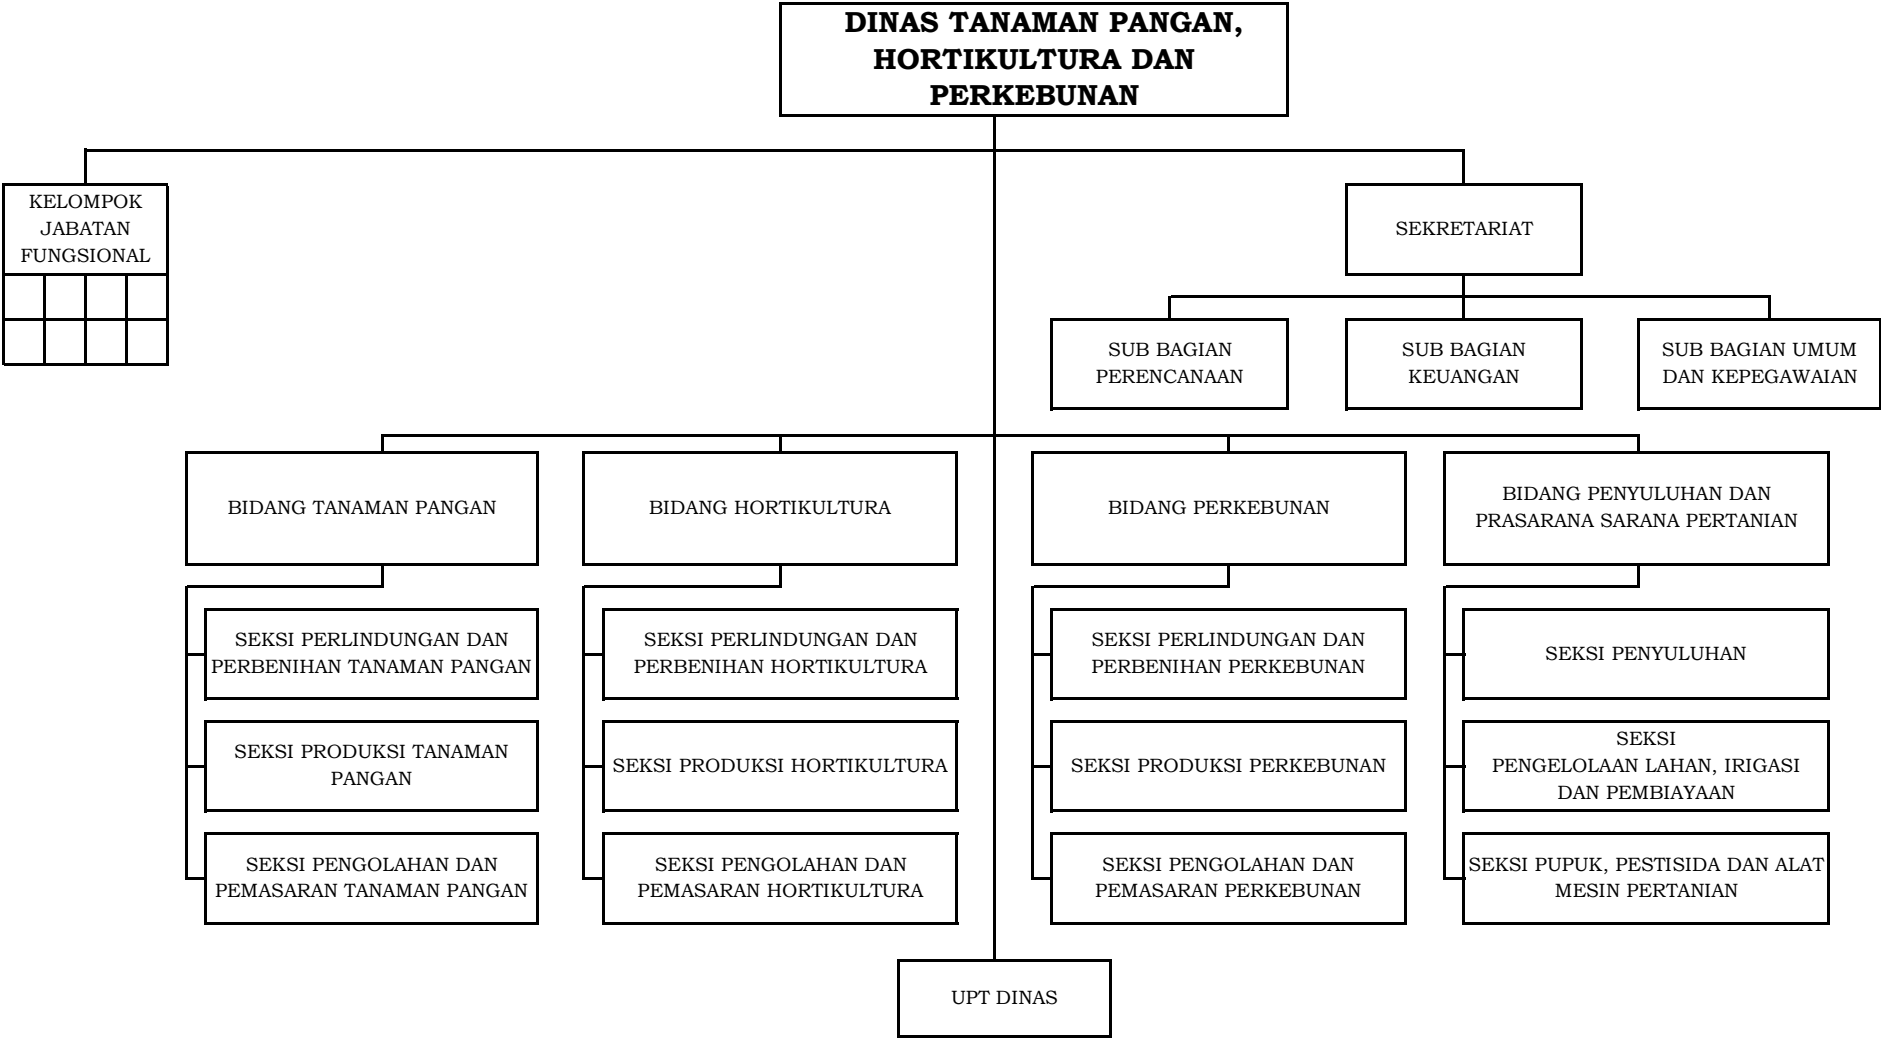 DINAS TANAMAN PANGAN,
HORTIKULTURA DAN
PERKEBUNAN
KELOMPOK
JABATAN
FUNGSIONAL
SEKRETARIAT
SUB BAGIAN
PERENCANAAN
SUB BAGIAN
KEUANGAN
SUB BAGIAN UMUM
DAN KEPEGAWAIAN
BIDANG TANAMAN PANGAN
BIDANG HORTIKULTURA
BIDANG PERKEBUNAN
BIDANG PENYULUHAN DAN
PRASARANA SARANA PERTANIAN
SEKSI PERLINDUNGAN DAN
PERBENIHAN TANAMAN PANGAN
SEKSI PERLINDUNGAN DAN
PERBENIHAN HORTIKULTURA
SEKSI PERLINDUNGAN DAN
PERBENIHAN PERKEBUNAN
SEKSI PENYULUHAN
SEKSI PRODUKSI TANAMAN
PANGAN
SEKSI PRODUKSI HORTIKULTURA
SEKSI PRODUKSI PERKEBUNAN
SEKSI
PENGELOLAAN LAHAN, IRIGASI
DAN PEMBIAYAAN
SEKSI PENGOLAHAN DAN
PEMASARAN TANAMAN PANGAN
SEKSI PENGOLAHAN DAN
PEMASARAN HORTIKULTURA
SEKSI PENGOLAHAN DAN
PEMASARAN PERKEBUNAN
SEKSI PUPUK, PESTISIDA DAN ALAT
MESIN PERTANIAN
UPT DINAS